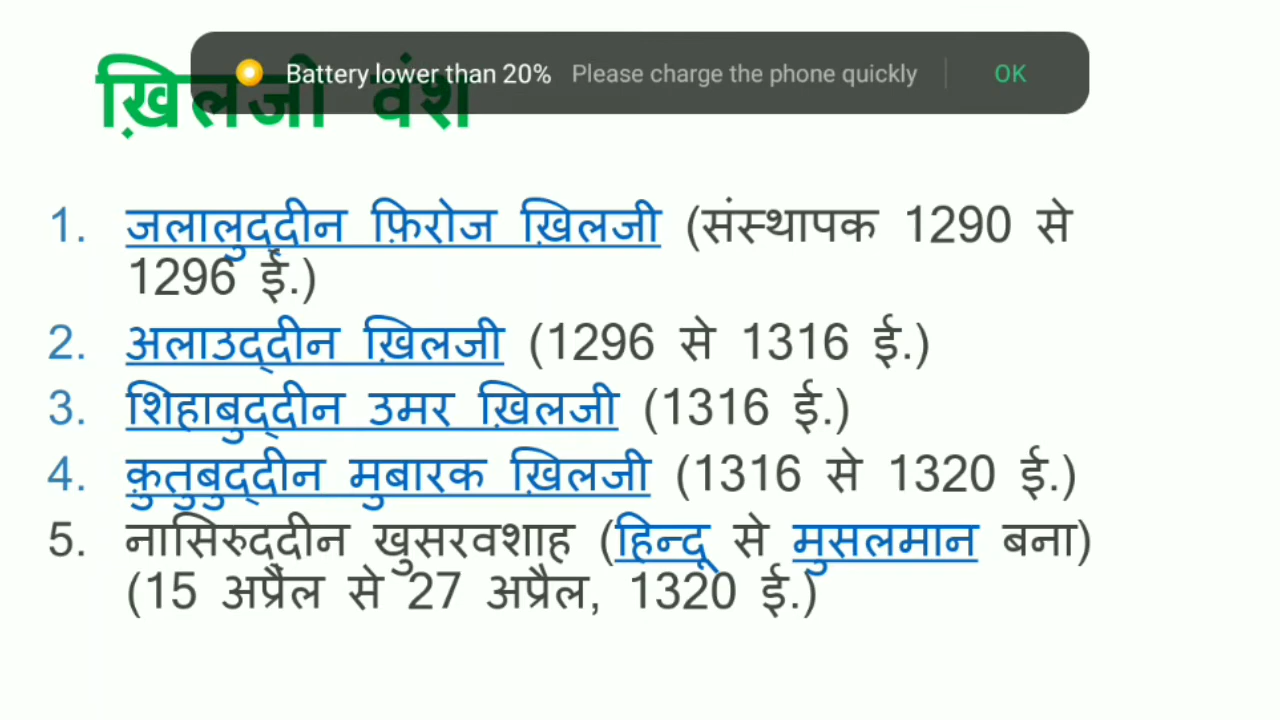 Battery lower than 20% Please charge the phone quickly OK
ख़िलजी वंश
1. जलालुद्दीन फ़िरोज ख़िलजी (संस्थापक 1290 से
1296 ई.)
2. अलाउद्दीन ख़िलजी (1296 से 1316 ई.)
3. शिहाबुद्दीन उमर ख़िलजी (1316 ई.)
4. क़ुतुबुद्दीन मुबारक ख़िलजी (1316 से 1320 ई.)
5. नासिरुद्दीन खुसरवशाह (हिन्दू से मुसलमान बना)
(15 अप्रैल से 27 अप्रैल, 1320 ई.)